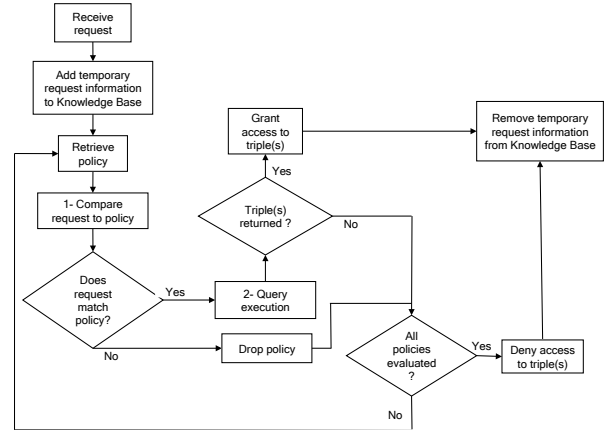 Receive
request
Add temporary
request information
to Knowledge Base
Retrieve
policy
1- Compare
request to policy
Does
request
match
policy?
Yes
No
2- Query
execution
Drop policy
Triple(s)
returned ?
Yes
No
Grant
access to
triple(s)
Remove temporary
request information
from Knowledge Base
All
policies
evaluated
?
Yes
No
Deny access
to triple(s)